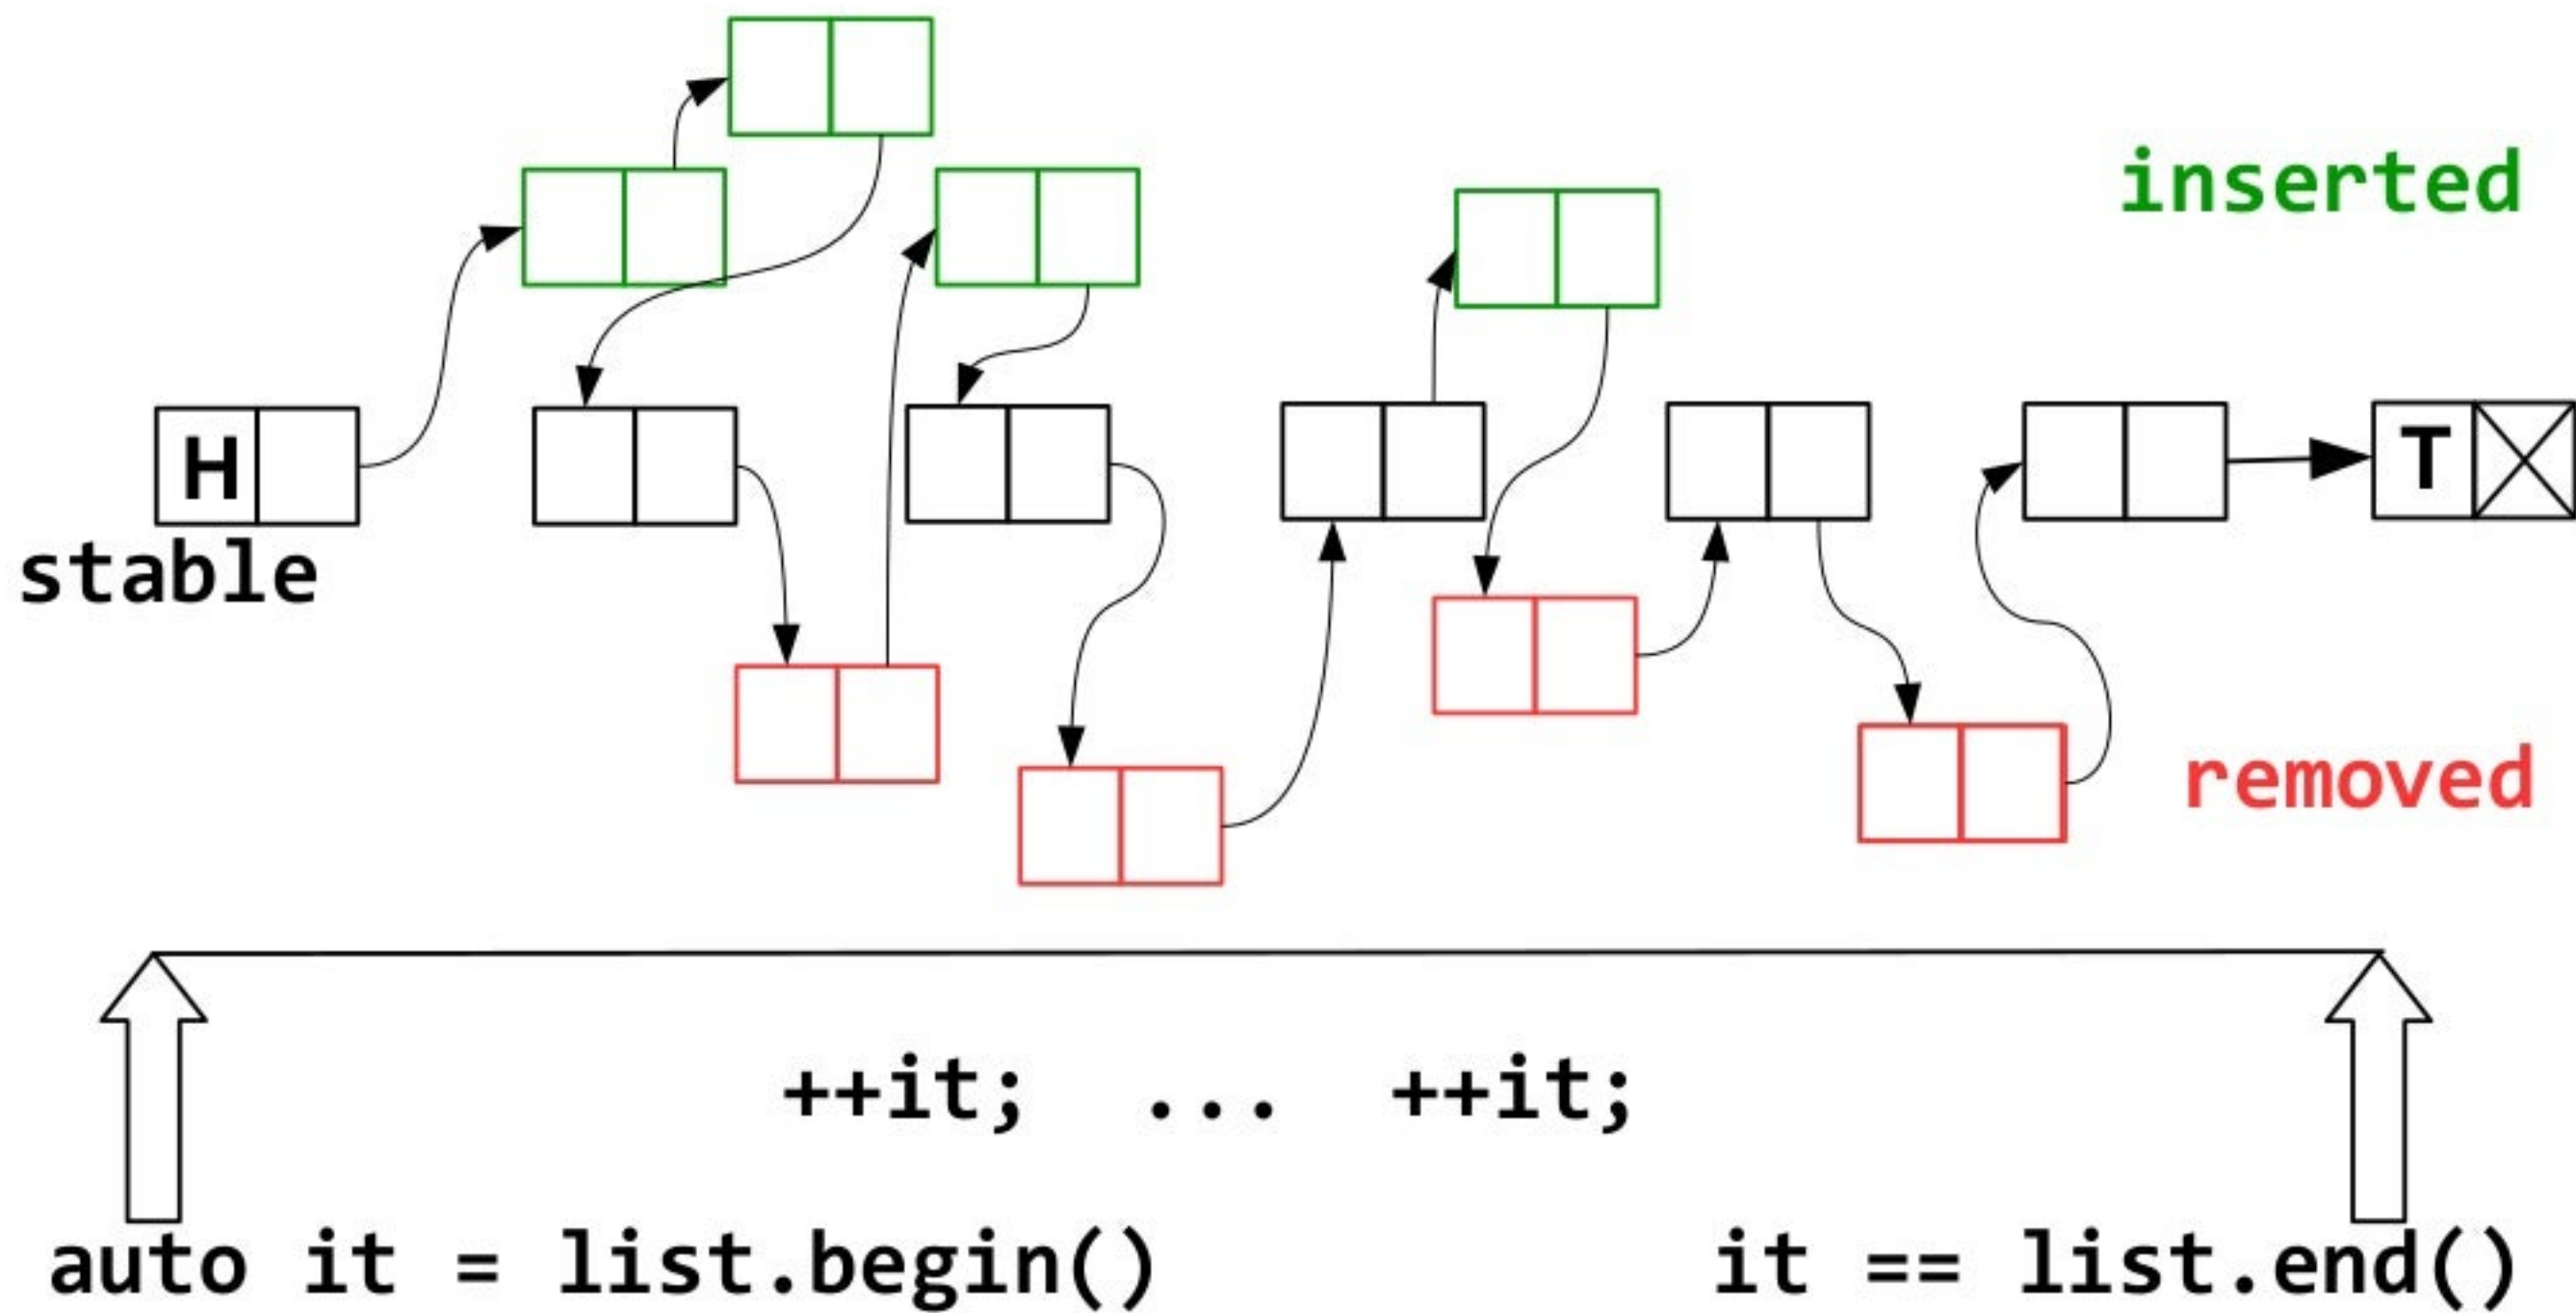 inserted
H
T
stable
removed
++it; ... ++it;
auto it = list.begin()
it == list.end()